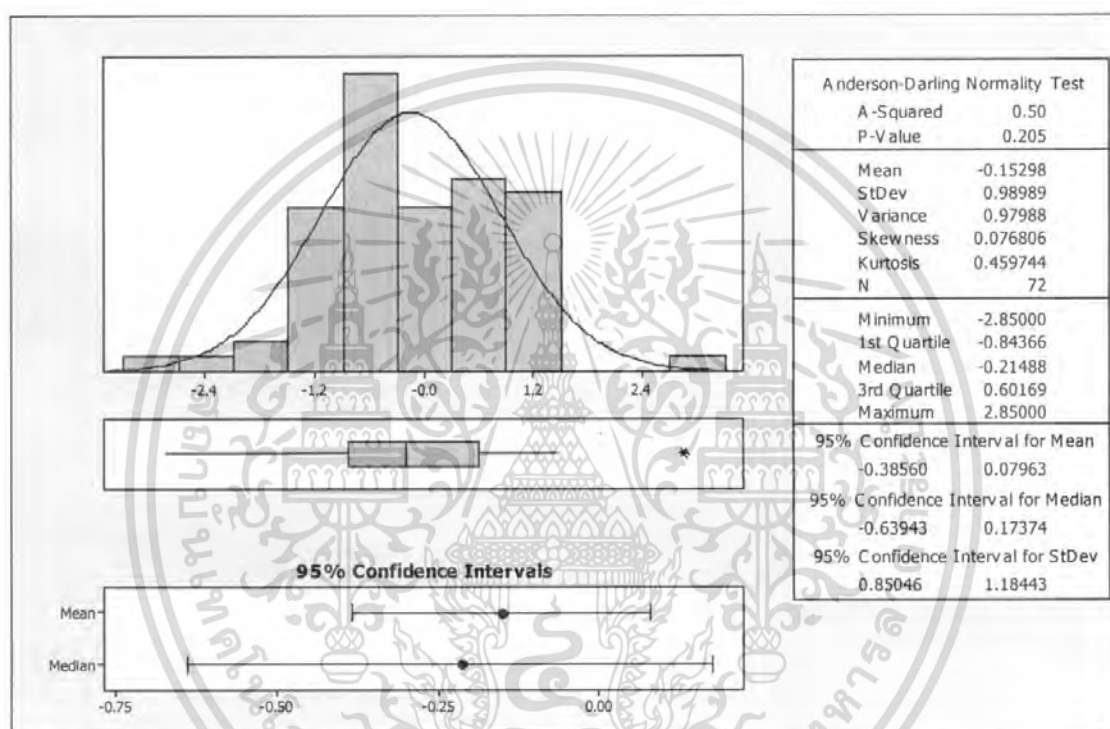 -2.4 -1.2 -0.0 1.2 2.4
*
95% Confidence Intervals
Mean
Median
-0.75 -0.50 -0.25 0.00
Anderson-Darling Normality Test
A-Squared 0.50
P-Value 0.205
Mean -0.15298
StDev 0.98989
Variance 0.97988
Skewness 0.076806
Kurtosis 0.459744
N 72
Minimum -2.85000
1st Quartile -0.84366
Median -0.21488
3rd Quartile 0.60169
Maximum 2.85000
95% Confidence Interval for Mean
-0.38560 0.07963
95% Confidence Interval for Median
-0.63943 0.17374
95% Confidence Interval for StDev
0.85046 1.18443